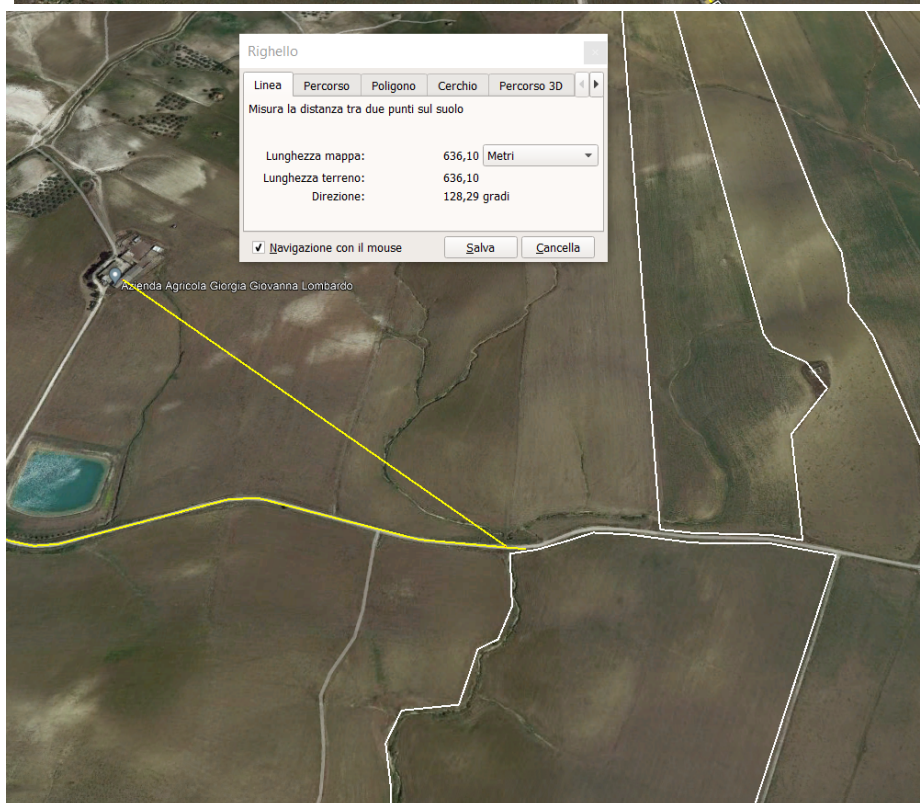 Righello
Linea Percorso Poligono Cerchio Percorso 3D
Misura la distanza tra due punti sul suolo
Lunghezza mappa: 636,10 Metri
Lunghezza terreno: 636,10
Direzione: 128,29 gradi
Navigazione con il mouse Salva Cancella
Azienda Agricola Giorgia Giovanna Lombardo